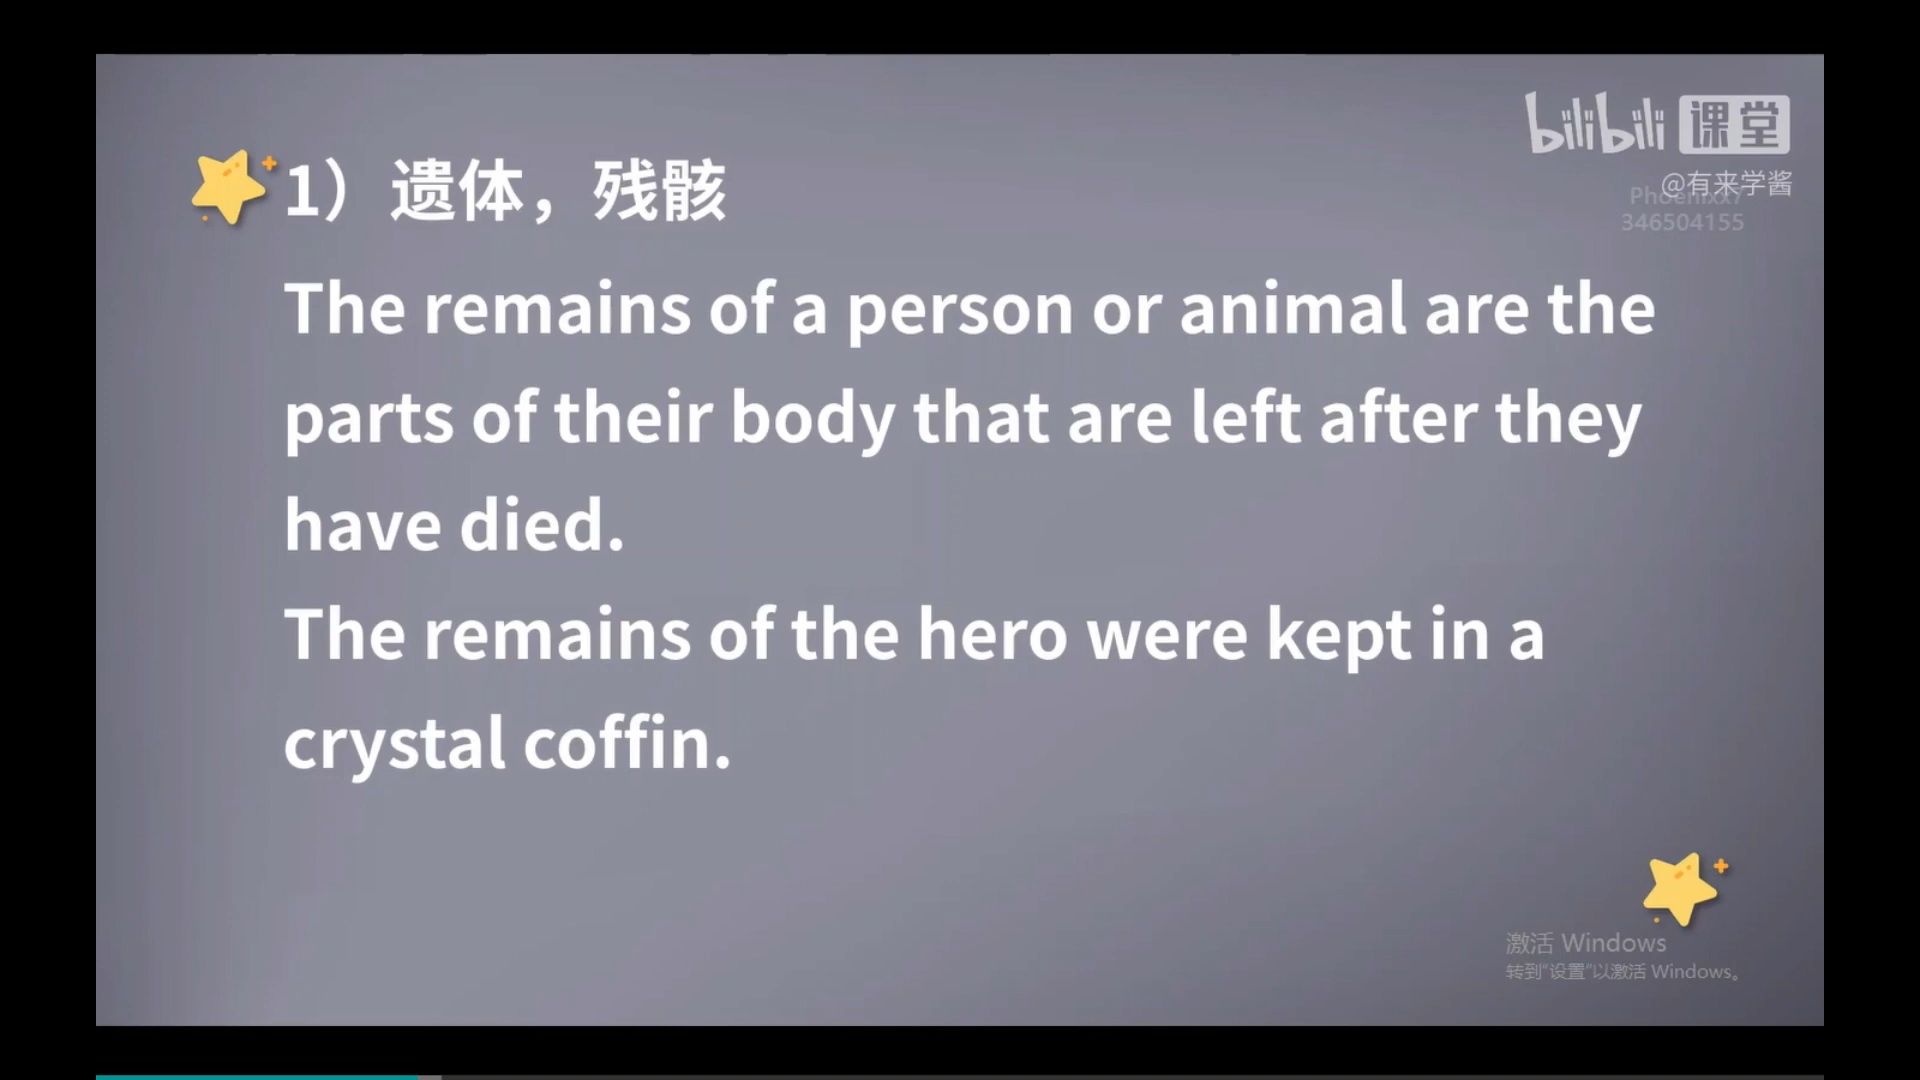 bilibili 课堂
@有来学酱
Phoenixx7
346504155
1）遗体，残骸
The remains of a person or animal are the
parts of their body that are left after they
have died.
The remains of the hero were kept in a
crystal coffin.
激活 Windows
转到"设置"以激活 Windows。